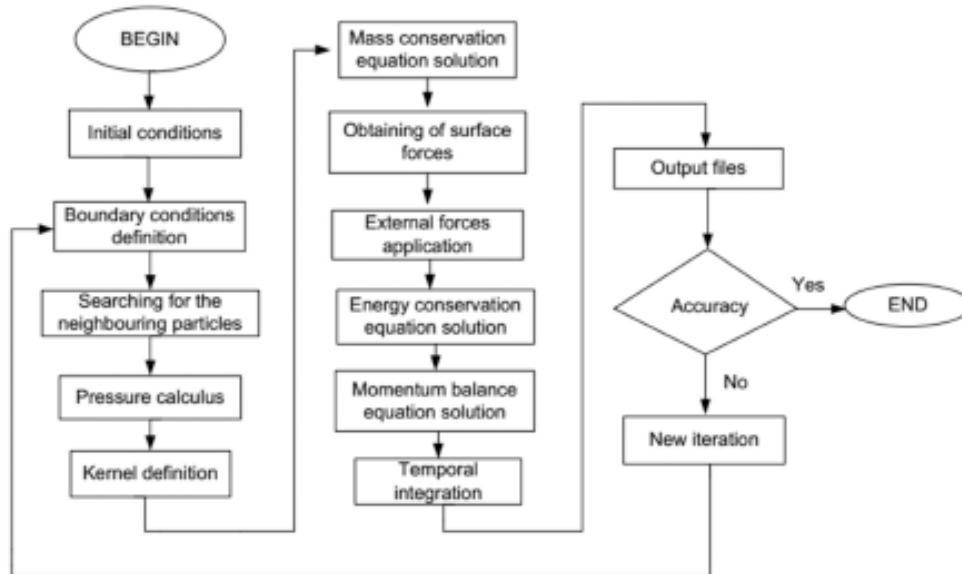 BEGIN
Initial conditions
Boundary conditions
definition
Searching for the
neighbouring particles
Pressure calculus
Kernel definition
Mass conservation
equation solution
Obtaining of surface
forces
External forces
application
Energy conservation
equation solution
Momentum balance
equation solution
Temporal
integration
Output files
Accuracy
Yes
END
No
New iteration